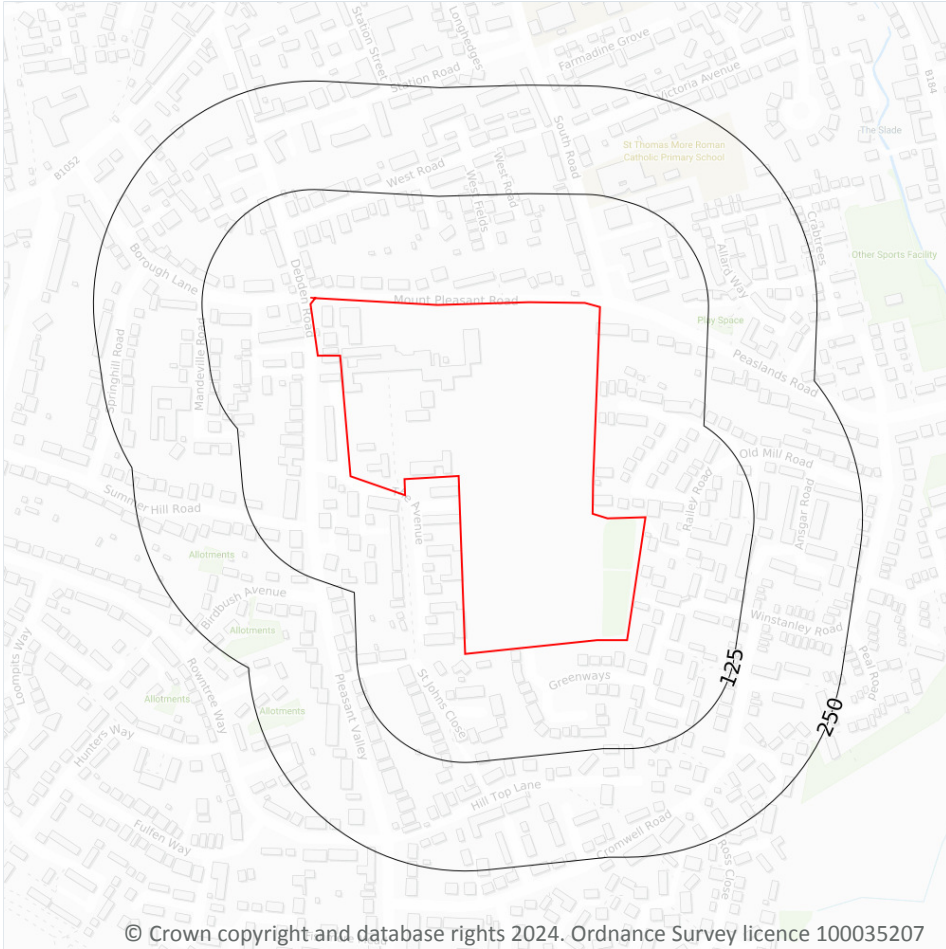 Station Street
Longhedges
Farmadine Grove
Station Road
Victoria Avenue
B184
South Road
The Slade
St Thomas More Roman
Catholic Primary School
B1052
West Road
West Road
West Fields
Crabtrees
Borough Lane
Debden Road
Allard Way
Other Sports Facility
Mount Pleasant Road
Play Space
Springhill Road
Mandeville Road
Peaslands Road
Old Mill Road
Summer Hill Road
Avenue
Railey Road
Ansgar Road
Allotments
Birdbush Avenue
Winstanley Road
Allotments
Loompits Way
Rowntree Way
St Johns Close
Greenways
125
Peal Road
Allotments
Allotments
Pleasant Valley
250
Hunters Way
Hill Top Lane
Fulfen Way
Cromwell Road
Ross Close
© Crown copyright and database rights 2024. Ordnance Survey licence 100035207